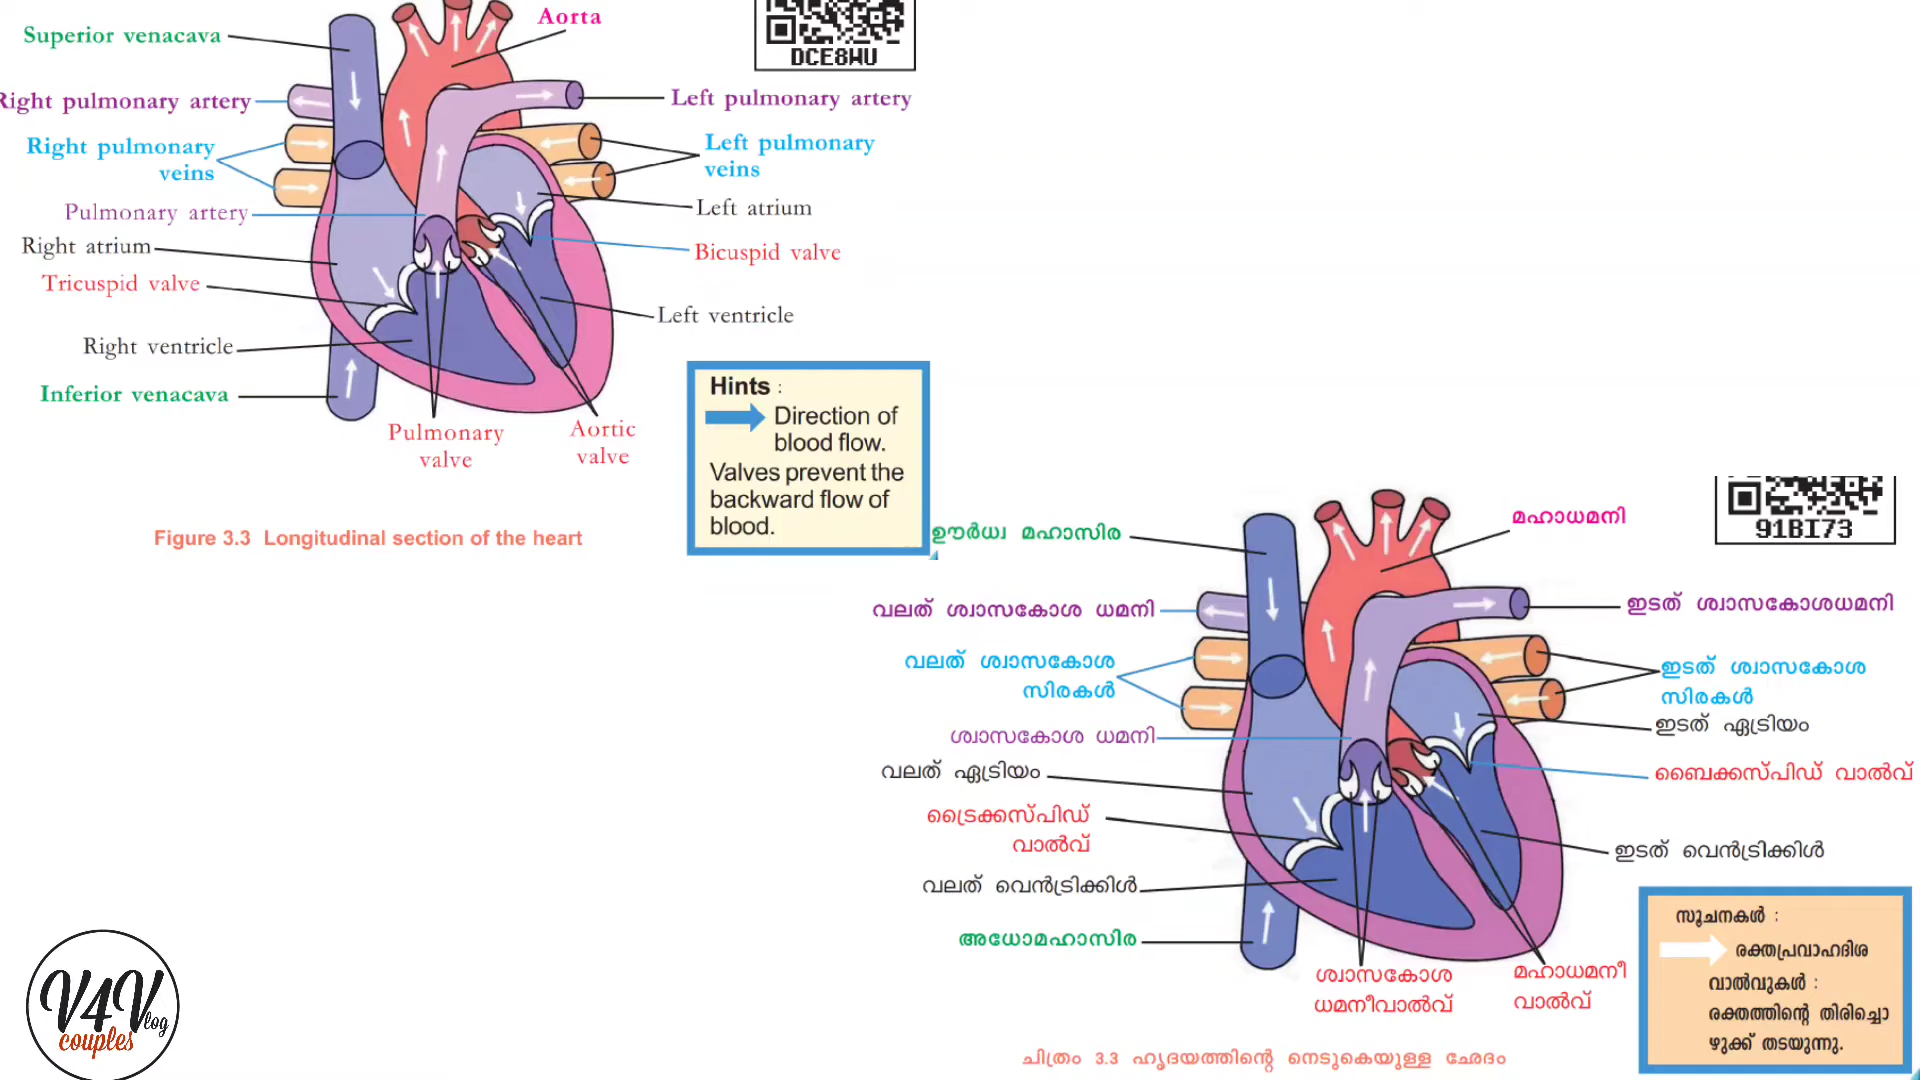 Aorta
Superior venacava
DCE8WU
Right pulmonary artery
Left pulmonary artery
Right pulmonary
veins
Left pulmonary
veins
Pulmonary artery
Left atrium
Right atrium
Bicuspid valve
Tricuspid valve
Left ventricle
Right ventricle
Inferior venacava
Pulmonary
valve
Aortic
valve
Hints :
Direction of
blood flow.
Valves prevent the
backward flow of
blood.
Figure 3.3 Longitudinal section of the heart
91BI73
മഹാധമനി
ഊർധ്വ മഹാസിര
വലത് ശ്വാസകോശ ധമനി
ഇടത് ശ്വാസകോശധമനി
വലത് ശ്വാസകോശ
സിരകൾ
ഇടത് ശ്വാസകോശ
സിരകൾ
ശ്വാസകോശ ധമനി
ഇടത് ഏട്രിയം
വലത് ഏട്രിയം
ബൈക്കസ്പിഡ് വാൽവ്
ട്രൈക്കസ്പിഡ്
വാൽവ്
ഇടത് വെൻട്രിക്കിൾ
വലത് വെൻട്രിക്കിൾ
അധോമഹാസിര
ശ്വാസകോശ
ധമനീവാൽവ്
മഹാധമനീ
വാൽവ്
സൂചനകൾ :
രക്തപ്രവാഹദിശ
വാൽവുകൾ :
രക്തത്തിന്റെ തിരിച്ചൊ
ഴുക്ക് തടയുന്നു.
ചിത്രം 3.3 ഹൃദയത്തിന്റെ നെടുകെയുള്ള ഛേദം
V4V
Vlog
couples